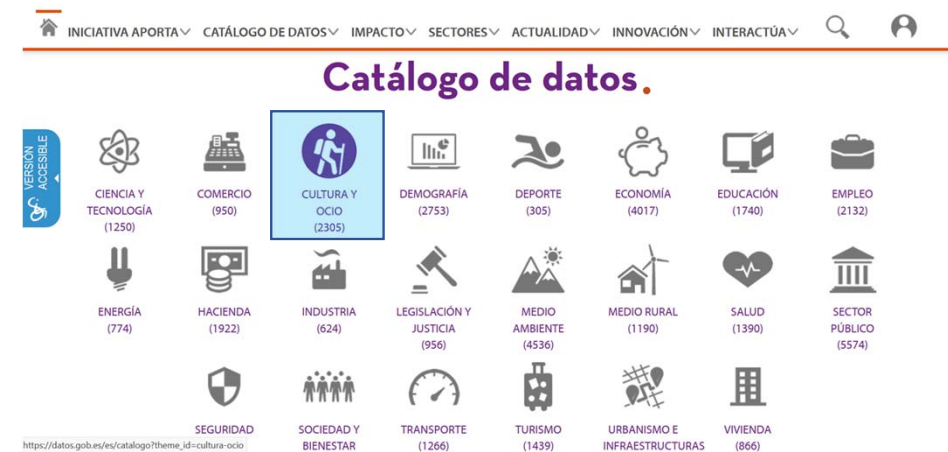 INICIATIVA APORTA CATÁLOGO DE DATOS IMPACTO SECTORES ACTUALIDAD INNOVACIÓN INTERACTÚA
Catálogo de datos.
VERSIÓN
ACCESIBLE
CIENCIA Y
TECNOLOGÍA
(1250)
COMERCIO
(950)
CULTURA Y
OCIO
(2305)
DEMOGRAFÍA
(2753)
DEPORTE
(305)
ECONOMÍA
(4017)
EDUCACIÓN
(1740)
EMPLEO
(2132)
ENERGÍA
(774)
HACIENDA
(1922)
INDUSTRIA
(624)
LEGISLACIÓN Y
JUSTICIA
(956)
MEDIO
AMBIENTE
(4536)
MEDIO RURAL
(1190)
SALUD
(1390)
SECTOR
PÚBLICO
(5574)
SEGURIDAD
SOCIEDAD Y
BIENESTAR
TRANSPORTE
(1266)
TURISMO
(1439)
URBANISMO E
INFRAESTRUCTURAS
VIVIENDA
(866)
https://datos.gob.es/es/catalogo?theme_id=cultura-ocio